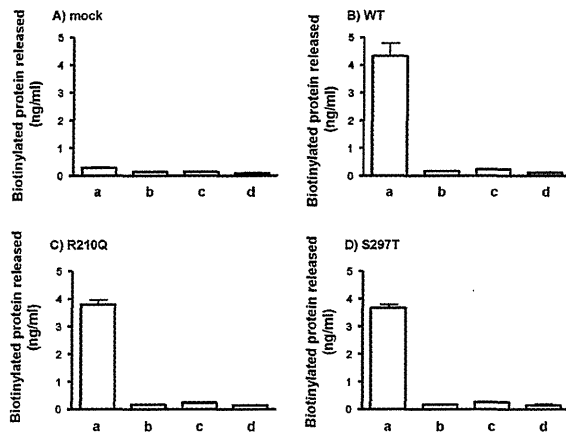 A) mock
Biotinylated protein released
(ng/ml)
5
4
3
2
1
0
a b c d
B) WT
Biotinylated protein released
(ng/ml)
5
4
3
2
1
0
a b c d
C) R210Q
Biotinylated protein released
(ng/ml)
5
4
3
2
1
0
a b c d
D) S297T
Biotinylated protein released
(ng/ml)
5
4
3
2
1
0
a b c d